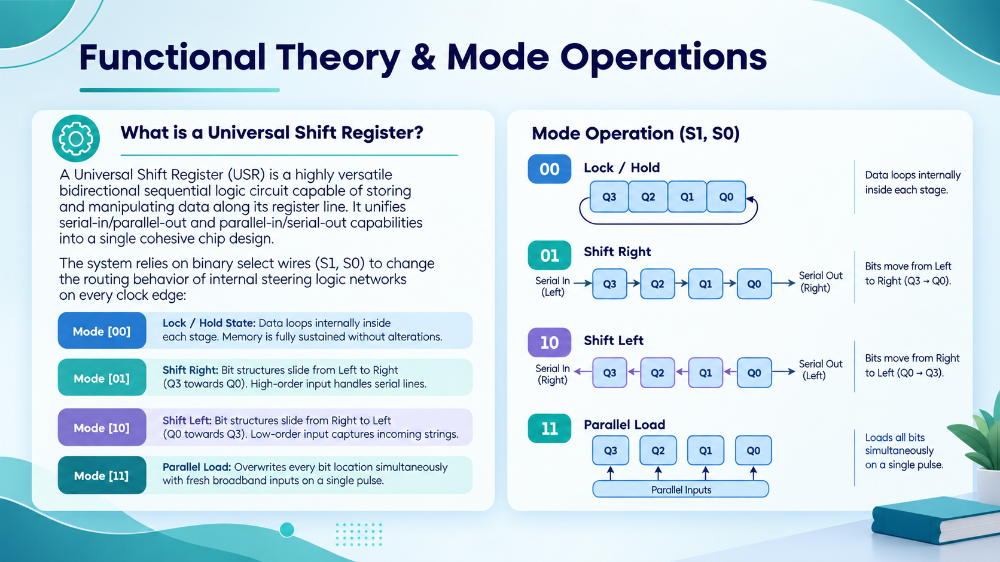 Functional Theory & Mode Operations
What is a Universal Shift Register?
A Universal Shift Register (USR) is a highly versatile
bidirectional sequential logic circuit capable of storing
and manipulating data along its register line. It unifies
serial-in/parallel-out and parallel-in/serial-out capabilities
into a single cohesive chip design.
The system relies on binary select wires (S1, S0) to change
the routing behavior of internal steering logic networks
on every clock edge:
Mode [00]
Lock / Hold State: Data loops internally inside
each stage. Memory is fully sustained without alterations.
Mode [01]
Shift Right: Bit structures slide from Left to Right
(Q3 towards Q0). High-order input handles serial lines.
Mode [10]
Shift Left: Bit structures slide from Right to Left
(Q0 towards Q3). Low-order input captures incoming strings.
Mode [11]
Parallel Load: Overwrites every bit location simultaneously
with fresh broadband inputs on a single pulse.
Mode Operation (S1, S0)
00
Lock / Hold
Q3 Q2 Q1 Q0
Data loops internally
inside each stage.
01
Shift Right
Serial In
(Left)
Q3 Q2 Q1 Q0
Serial Out
(Right)
Bits move from Left
to Right (Q3 → Q0).
10
Shift Left
Serial In
(Right)
Q3 Q2 Q1 Q0
Serial Out
(Left)
Bits move from Right
to Left (Q0 → Q3).
11
Parallel Load
Q3 Q2 Q1 Q0
Parallel Inputs
Loads all bits
simultaneously
on a single pulse.